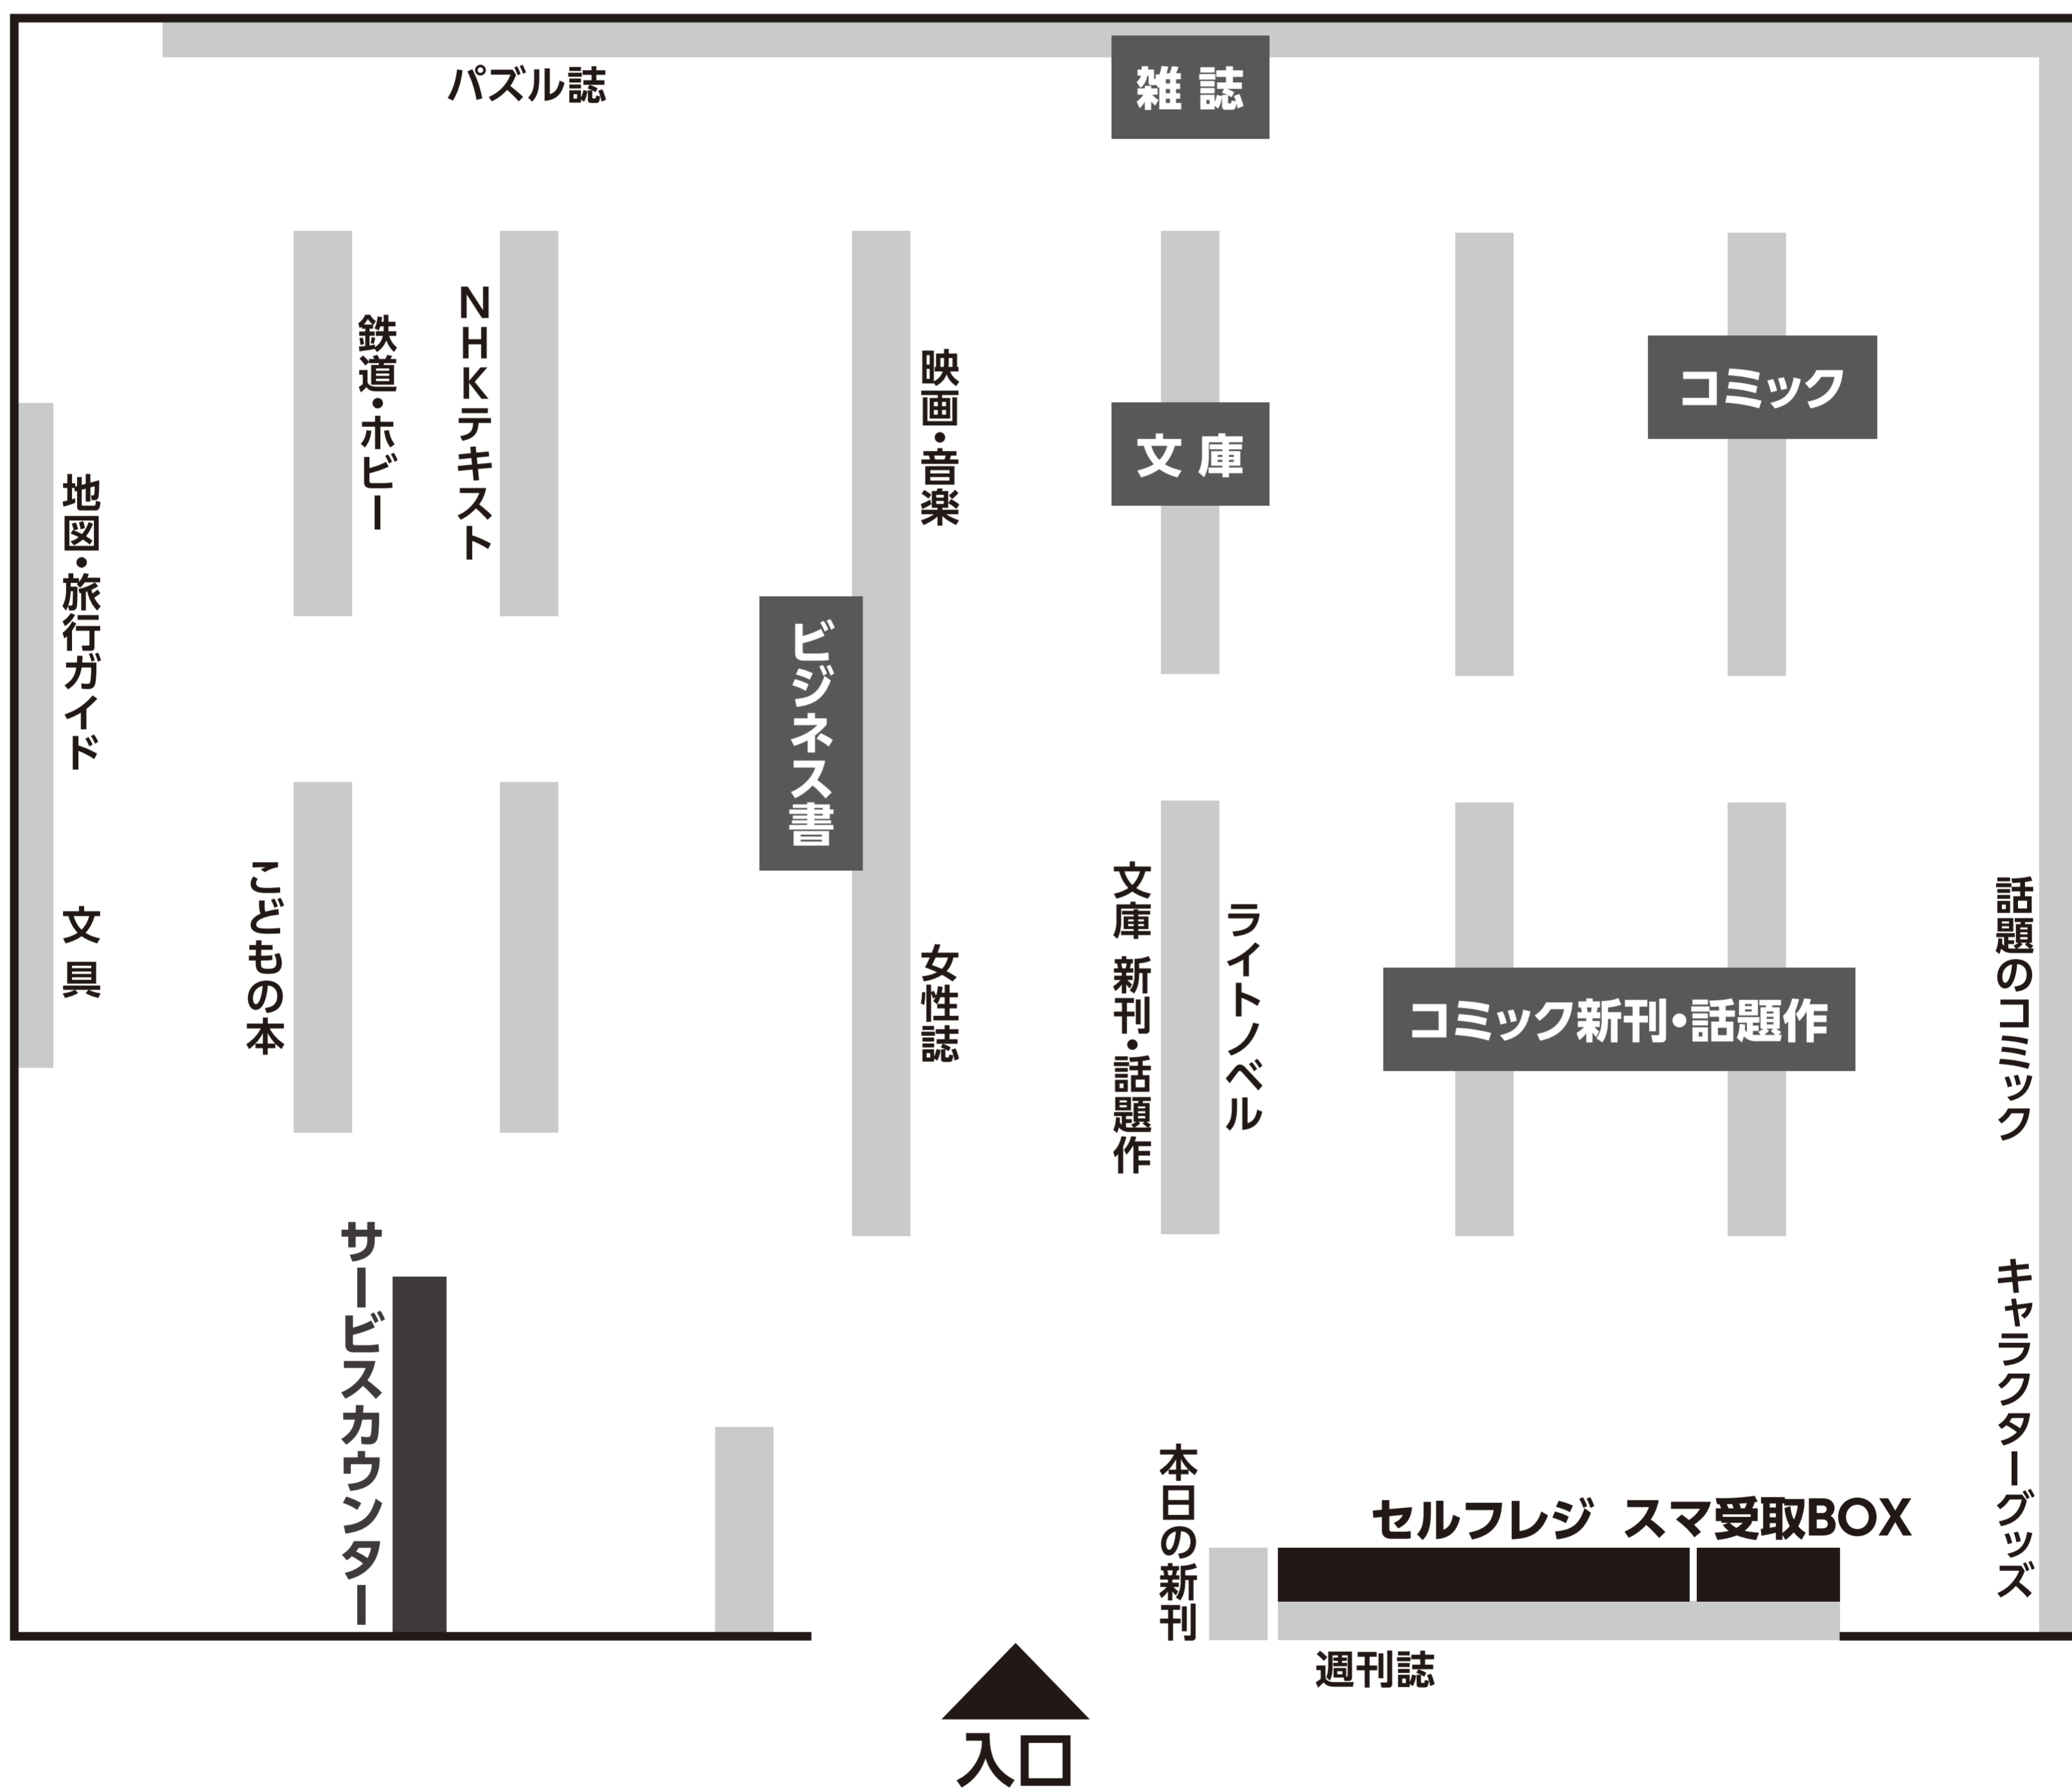 パズル誌
雑 誌
鉄道・ホビー
NHKテキスト
映画・音楽
文 庫
コミック
地図・旅行ガイド
ビジネス書
文 具
こどもの本
女性誌
文庫 新刊・話題作
ライトノベル
コミック新刊・話題作
話題のコミック
サービスカウンター
キャラクターグッズ
本日の新刊
セルフレジ スマ受取BOX
週刊誌
入口